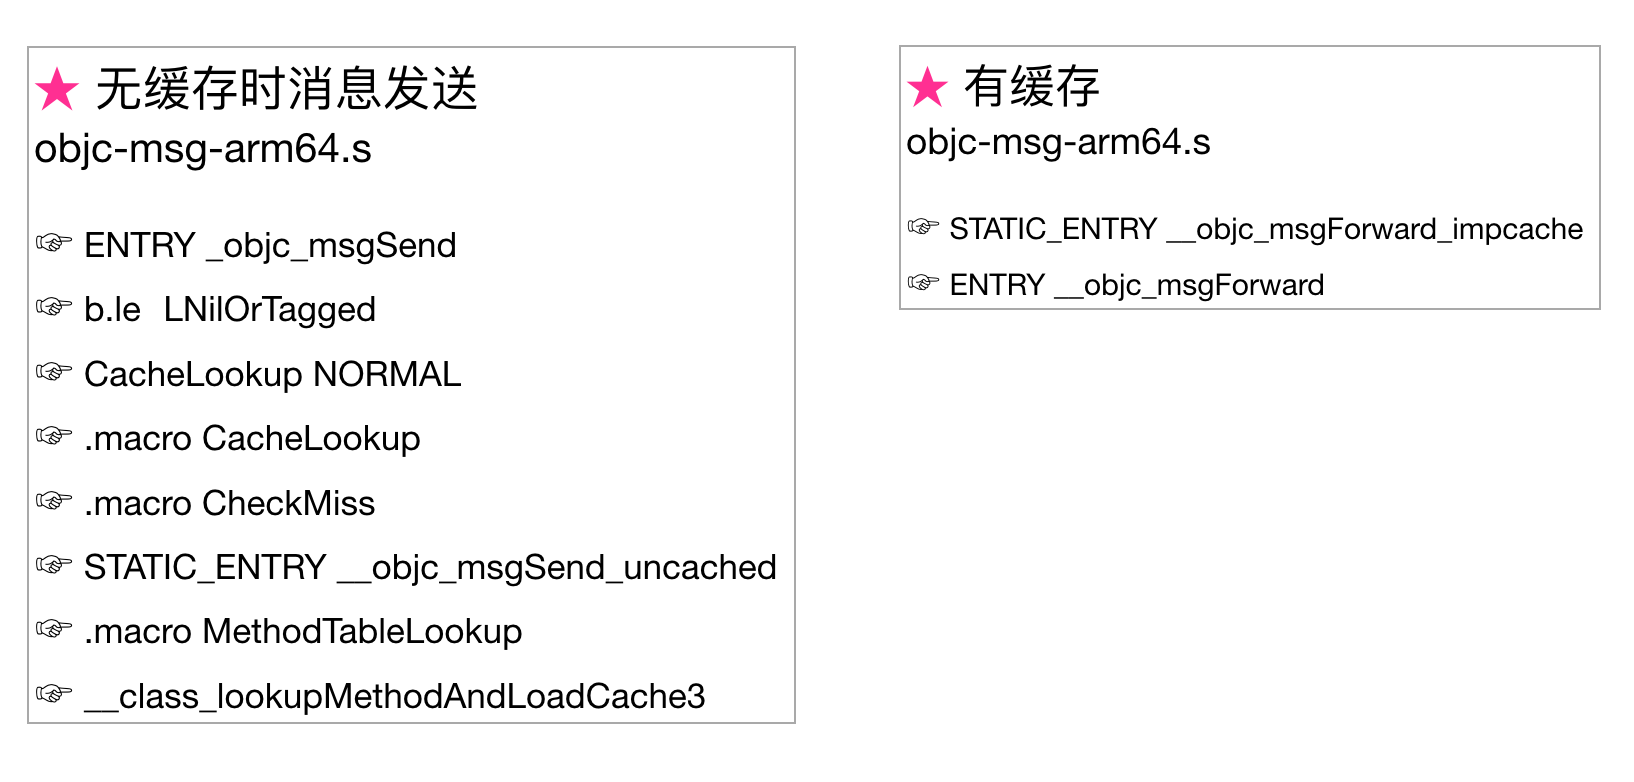 ★ 无缓存时消息发送
objc-msg-arm64.s
☞ ENTRY _objc_msgSend
☞ b.le LNilOrTagged
☞ CacheLookup NORMAL
☞ .macro CacheLookup
☞ .macro CheckMiss
☞ STATIC_ENTRY __objc_msgSend_uncached
☞ .macro MethodTableLookup
☞ __class_lookupMethodAndLoadCache3
★ 有缓存
objc-msg-arm64.s
☞ STATIC_ENTRY __objc_msgForward_impcache
☞ ENTRY __objc_msgForward